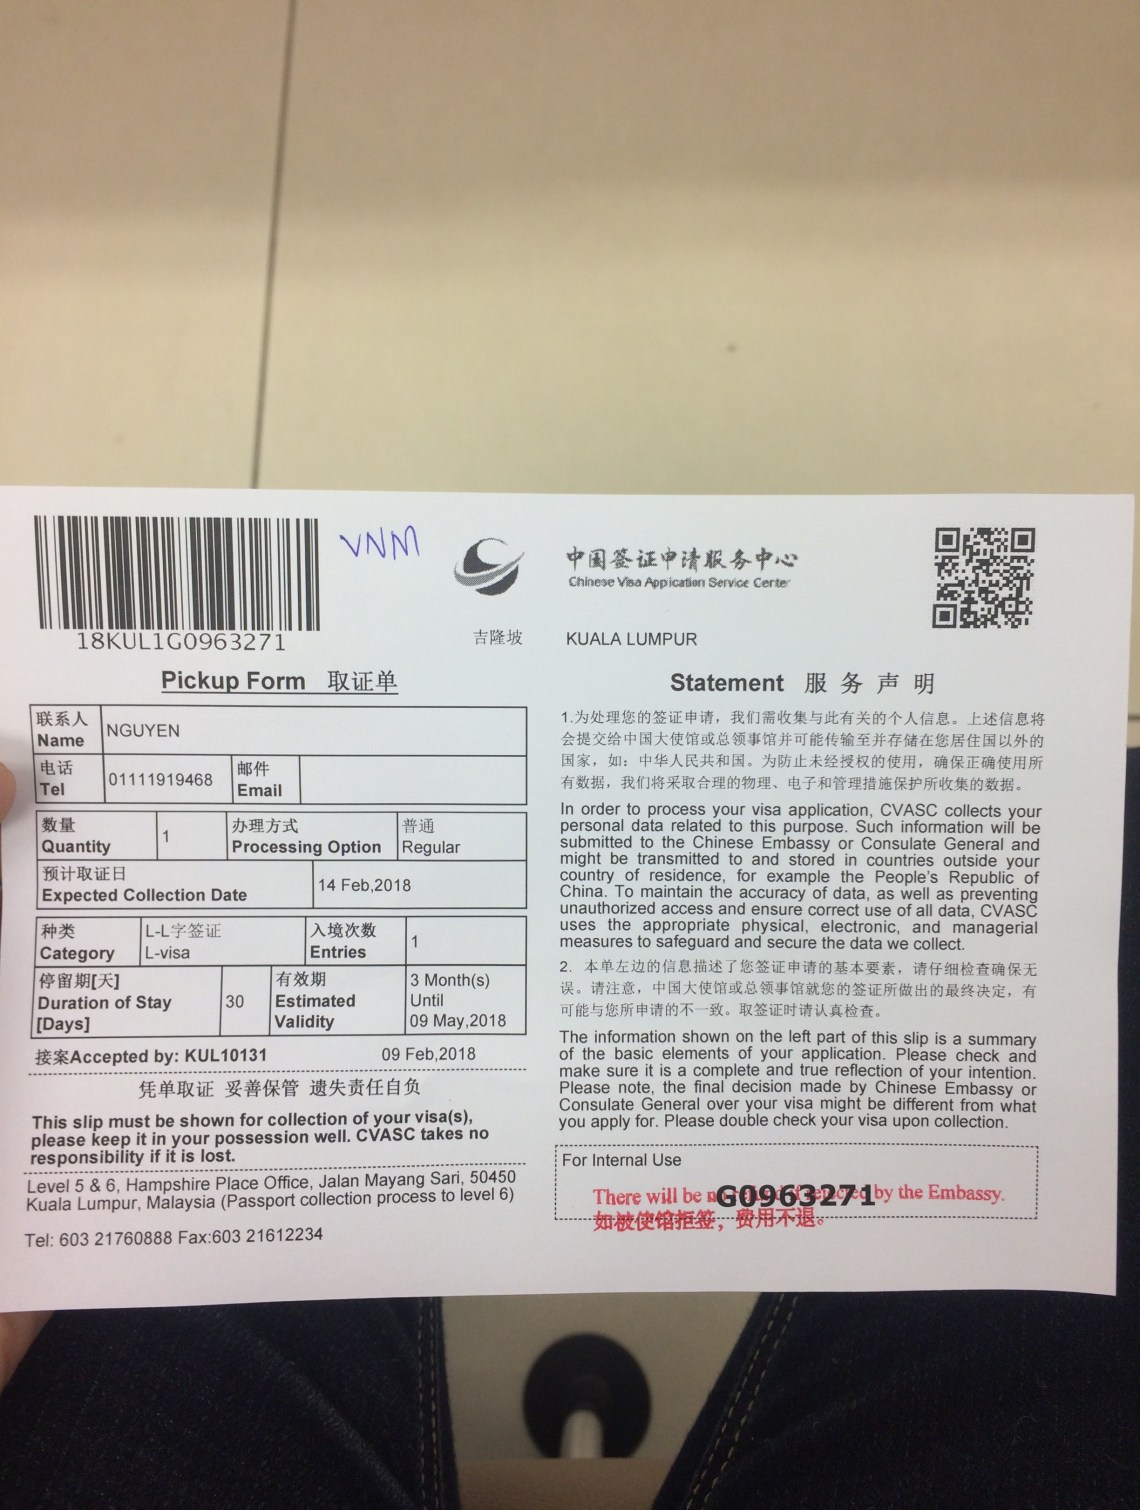 VNM
中国签证申请服务中心
Chinese Visa Application Service Center
18KUL1G0963271
吉隆坡 KUALA LUMPUR
Pickup Form 取证单
联系人
Name
NGUYEN
电话
Tel
01111919468
邮件
Email
数量
Quantity
1
办理方式
Processing Option
普通
Regular
预计取证日
Expected Collection Date
14 Feb,2018
种类
Category
L-L字签证
L-visa
入境次数
Entries
1
停留期[天]
Duration of Stay
[Days]
30
有效期
Estimated
Validity
3 Month(s)
Until
09 May,2018
接案Accepted by: KUL10131 09 Feb,2018
凭单取证 妥善保管 遗失责任自负
This slip must be shown for collection of your visa(s),
please keep it in your possession well. CVASC takes no
responsibility if it is lost.
Level 5 & 6, Hampshire Place Office, Jalan Mayang Sari, 50450
Kuala Lumpur, Malaysia (Passport collection process to level 6)
Tel: 603 21760888 Fax:603 21612234
Statement 服务声明
1.为处理您的签证申请，我们需收集与此有关的个人信息。上述信息将
会提交给中国大使馆或总领事馆并可能传输至并存储在您居住国以外的
国家，如：中华人民共和国。为防止未经授权的使用，确保正确使用所
有数据，我们将采取合理的物理、电子和管理措施保护所收集的数据。
In order to process your visa application, CVASC collects your
personal data related to this purpose. Such information will be
submitted to the Chinese Embassy or Consulate General and
might be transmitted to and stored in countries outside your
country of residence, for example the People's Republic of
China. To maintain the accuracy of data, as well as preventing
unauthorized access and ensure correct use of all data, CVASC
uses the appropriate physical, electronic, and managerial
measures to safeguard and secure the data we collect.
2. 本单左边的信息描述了您签证申请的基本要素，请仔细检查确保无
误。请注意，中国大使馆或总领事馆就您的签证所做出的最终决定，有
可能与您所申请的不一致。取签证时请认真检查。
The information shown on the left part of this slip is a summary
of the basic elements of your application. Please check and
make sure it is a complete and true reflection of your intention.
Please note, the final decision made by Chinese Embassy or
Consulate General over your visa might be different from what
you apply for. Please double check your visa upon collection.
For Internal Use
There will be no refund if rejected by the Embassy.
G0963271
如被使馆拒签，费用不退。